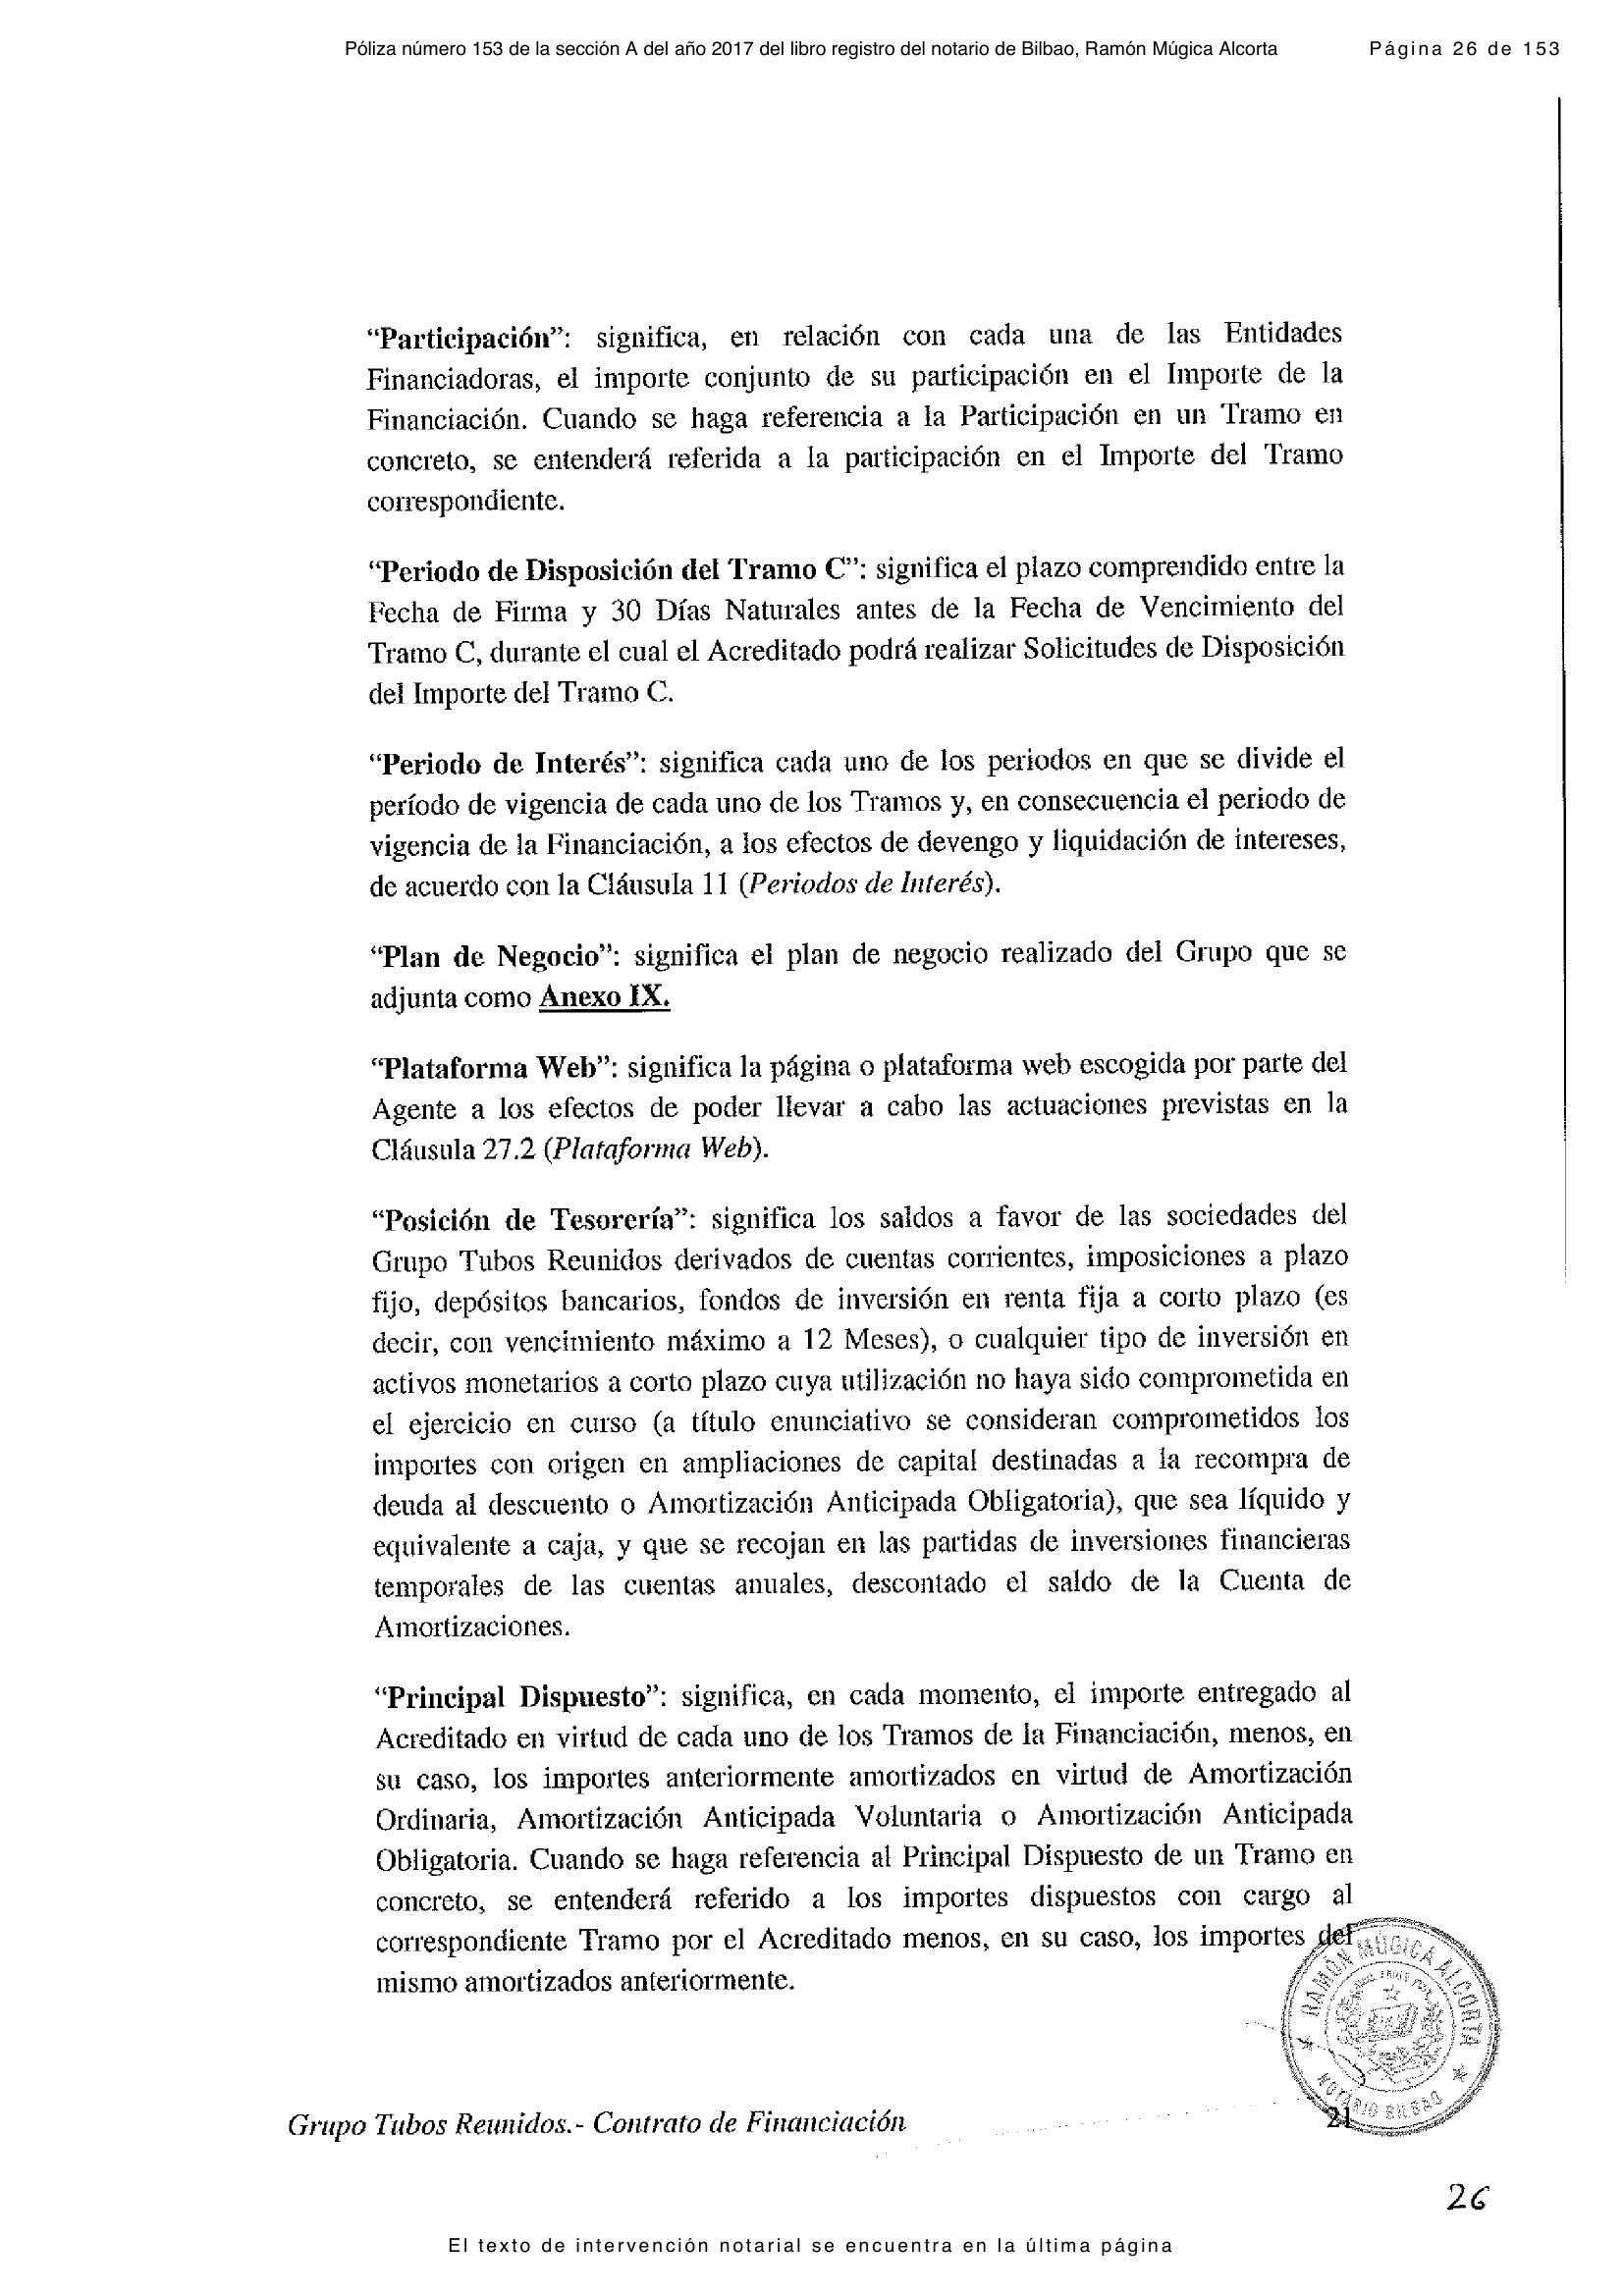 Póliza número 153 de la sección A del año 2017 del libro registro del notario de Bilbao, Ramón Múgica Alcorta Página 26 de 153
“Participación”: significa, en relación con cada una de las Entidades
Financiadoras, el importe conjunto de su participación en el Importe de la
Financiación. Cuando se haga referencia a la Participación en un Tramo en
concreto, se entenderá referida a la participación en el Importe del Tramo
correspondiente.
“Periodo de Disposición del Tramo C”: significa el plazo comprendido entre la
Fecha de Firma y 30 Días Naturales antes de la Fecha de Vencimiento del
Tramo C, durante el cual el Acreditado podrá realizar Solicitudes de Disposición
del Importe del Tramo C.
“Periodo de Interés”: significa cada uno de los periodos en que se divide el
período de vigencia de cada uno de los Tramos y, en consecuencia el periodo de
vigencia de la Financiación, a los efectos de devengo y liquidación de intereses,
de acuerdo con la Cláusula 11 (Periodos de Interés).
“Plan de Negocio”: significa el plan de negocio realizado del Grupo que se
adjunta como Anexo IX.
“Plataforma Web”: significa la página o plataforma web escogida por parte del
Agente a los efectos de poder llevar a cabo las actuaciones previstas en la
Cláusula 27.2 (Plataforma Web).
“Posición de Tesorería”: significa los saldos a favor de las sociedades del
Grupo Tubos Reunidos derivados de cuentas corrientes, imposiciones a plazo
fijo, depósitos bancarios, fondos de inversión en renta fija a corto plazo (es
decir, con vencimiento máximo a 12 Meses), o cualquier tipo de inversión en
activos monetarios a corto plazo cuya utilización no haya sido comprometida en
el ejercicio en curso (a título enunciativo se consideran comprometidos los
importes con origen en ampliaciones de capital destinadas a la recompra de
deuda al descuento o Amortización Anticipada Obligatoria), que sea líquido y
equivalente a caja, y que se recojan en las partidas de inversiones financieras
temporales de las cuentas anuales, descontado el saldo de la Cuenta de
Amortizaciones.
“Principal Dispuesto”: significa, en cada momento, el importe entregado al
Acreditado en virtud de cada uno de los Tramos de la Financiación, menos, en
su caso, los importes anteriormente amortizados en virtud de Amortización
Ordinaria, Amortización Anticipada Voluntaria o Amortización Anticipada
Obligatoria. Cuando se haga referencia al Principal Dispuesto de un Tramo en
concreto, se entenderá referido a los importes dispuestos con cargo al
correspondiente Tramo por el Acreditado menos, en su caso, los importes del
mismo amortizados anteriormente.
RAMÓN MÚGICA ALCORTA
NOTARIO BILBAO
Grupo Tubos Reunidos.- Contrato de Financiación 21
26
El texto de intervención notarial se encuentra en la última página